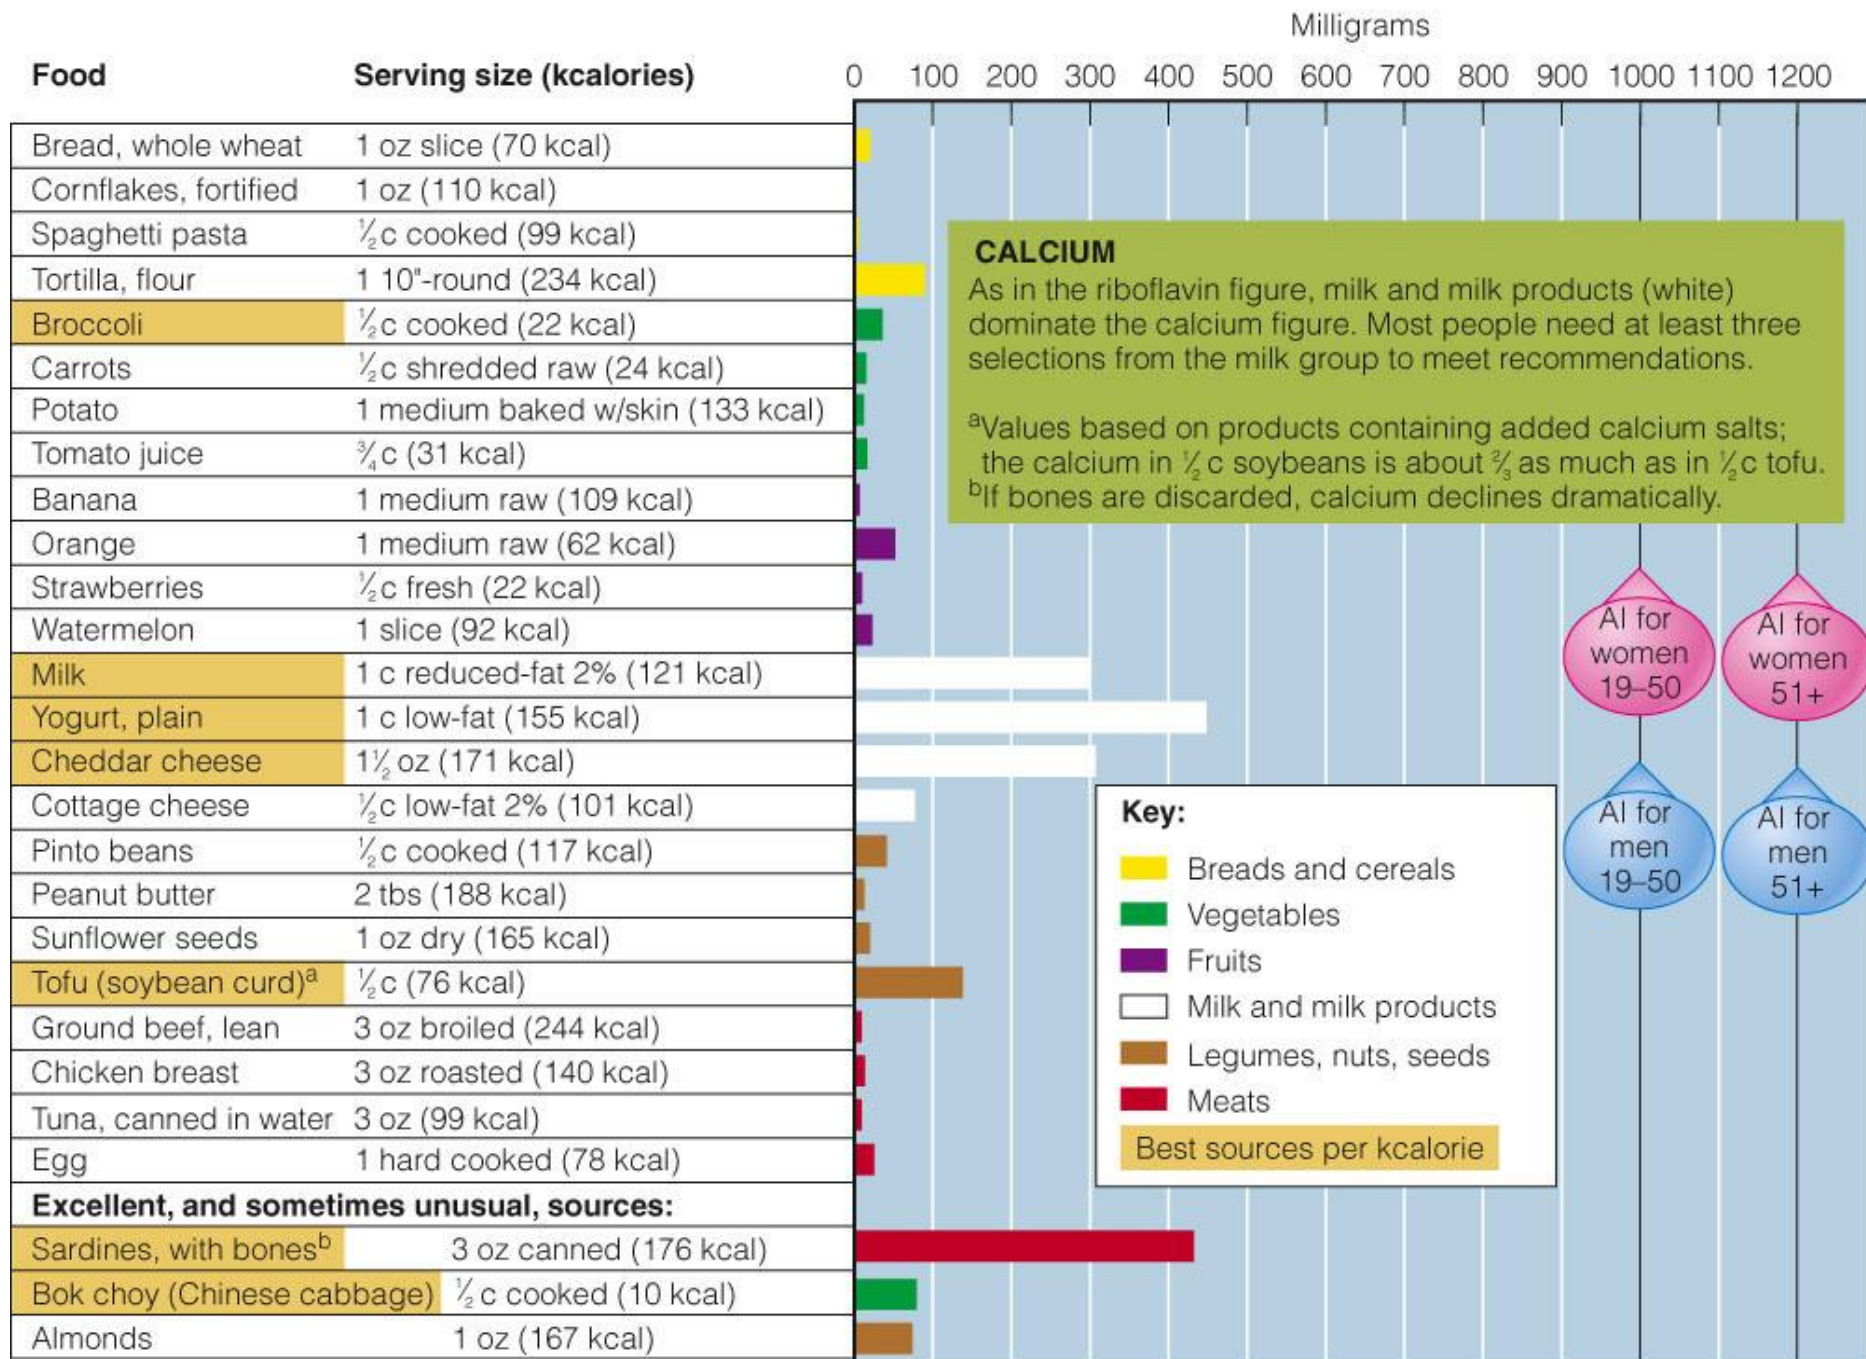 Milligrams
Food Serving size (kcalories) 0 100 200 300 400 500 600 700 800 900 1000 1100 1200
Bread, whole wheat 1 oz slice (70 kcal)
Cornflakes, fortified 1 oz (110 kcal)
Spaghetti pasta ½ c cooked (99 kcal)
Tortilla, flour 1 10"-round (234 kcal)
Broccoli ½ c cooked (22 kcal)
Carrots ½ c shredded raw (24 kcal)
Potato 1 medium baked w/skin (133 kcal)
Tomato juice ¾ c (31 kcal)
Banana 1 medium raw (109 kcal)
Orange 1 medium raw (62 kcal)
Strawberries ½ c fresh (22 kcal)
Watermelon 1 slice (92 kcal)
Milk 1 c reduced-fat 2% (121 kcal)
Yogurt, plain 1 c low-fat (155 kcal)
Cheddar cheese 1½ oz (171 kcal)
Cottage cheese ½ c low-fat 2% (101 kcal)
Pinto beans ½ c cooked (117 kcal)
Peanut butter 2 tbs (188 kcal)
Sunflower seeds 1 oz dry (165 kcal)
Tofu (soybean curd)ᵃ ½ c (76 kcal)
Ground beef, lean 3 oz broiled (244 kcal)
Chicken breast 3 oz roasted (140 kcal)
Tuna, canned in water 3 oz (99 kcal)
Egg 1 hard cooked (78 kcal)
Excellent, and sometimes unusual, sources:
Sardines, with bonesᵇ 3 oz canned (176 kcal)
Bok choy (Chinese cabbage) ½ c cooked (10 kcal)
Almonds 1 oz (167 kcal)
CALCIUM
As in the riboflavin figure, milk and milk products (white)
dominate the calcium figure. Most people need at least three
selections from the milk group to meet recommendations.
ᵃValues based on products containing added calcium salts;
the calcium in ½ c soybeans is about ⅔ as much as in ½ c tofu.
ᵇIf bones are discarded, calcium declines dramatically.
AI for
women
19–50
AI for
women
51+
AI for
men
19–50
AI for
men
51+
Key:
Breads and cereals
Vegetables
Fruits
Milk and milk products
Legumes, nuts, seeds
Meats
Best sources per kcalorie